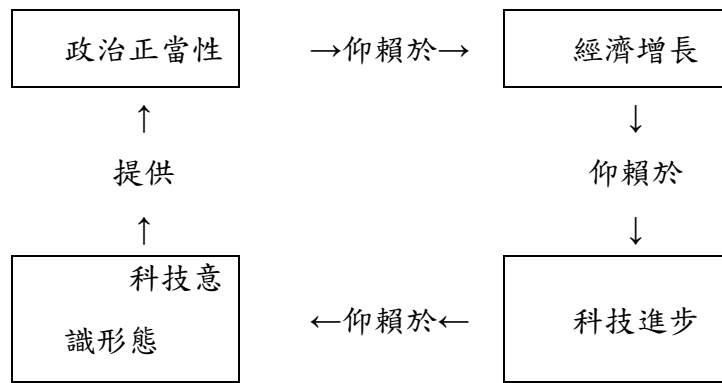 政治正當性 →仰賴於→ 經濟增長
↑ ↓
提供 仰賴於
↑ ↓
科技意
識形態 ←仰賴於← 科技進步